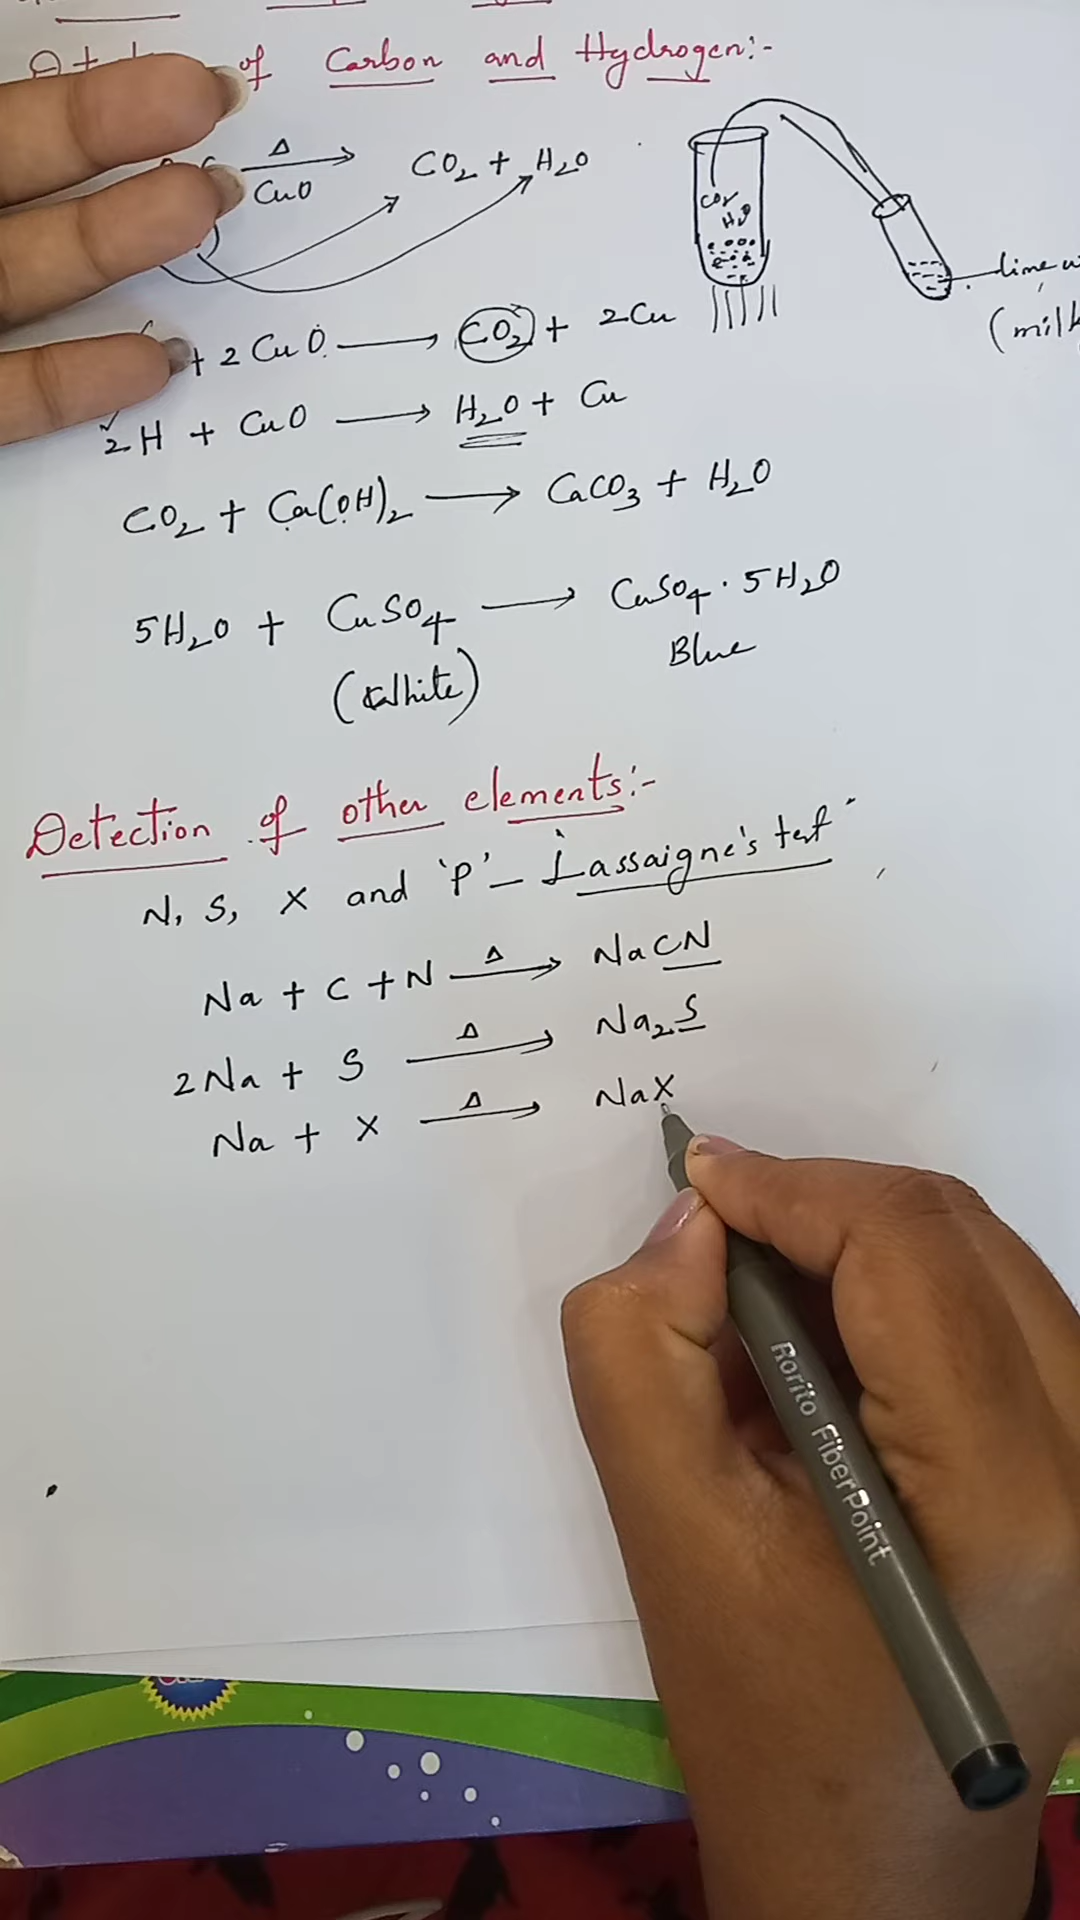 of Carbon and Hydrogen:-
Δ
CuO
CO₂ + H₂O
CO₂
H₂O
lime
(milk
+ 2CuO ⟶ CO₂ + 2Cu
2H + CuO ⟶ H₂O + Cu
CO₂ + Ca(OH)₂ ⟶ CaCO₃ + H₂O
5H₂O + CuSO₄ ⟶ CuSO₄ · 5H₂O
(White)
Blue
Detection of other elements:-
N, S, X and 'P' – Lassaigne's test
Na + C + N Δ⟶ NaCN
2Na + S Δ⟶ Na₂S
Na + X Δ⟶ NaX
Rorito FiberPoint